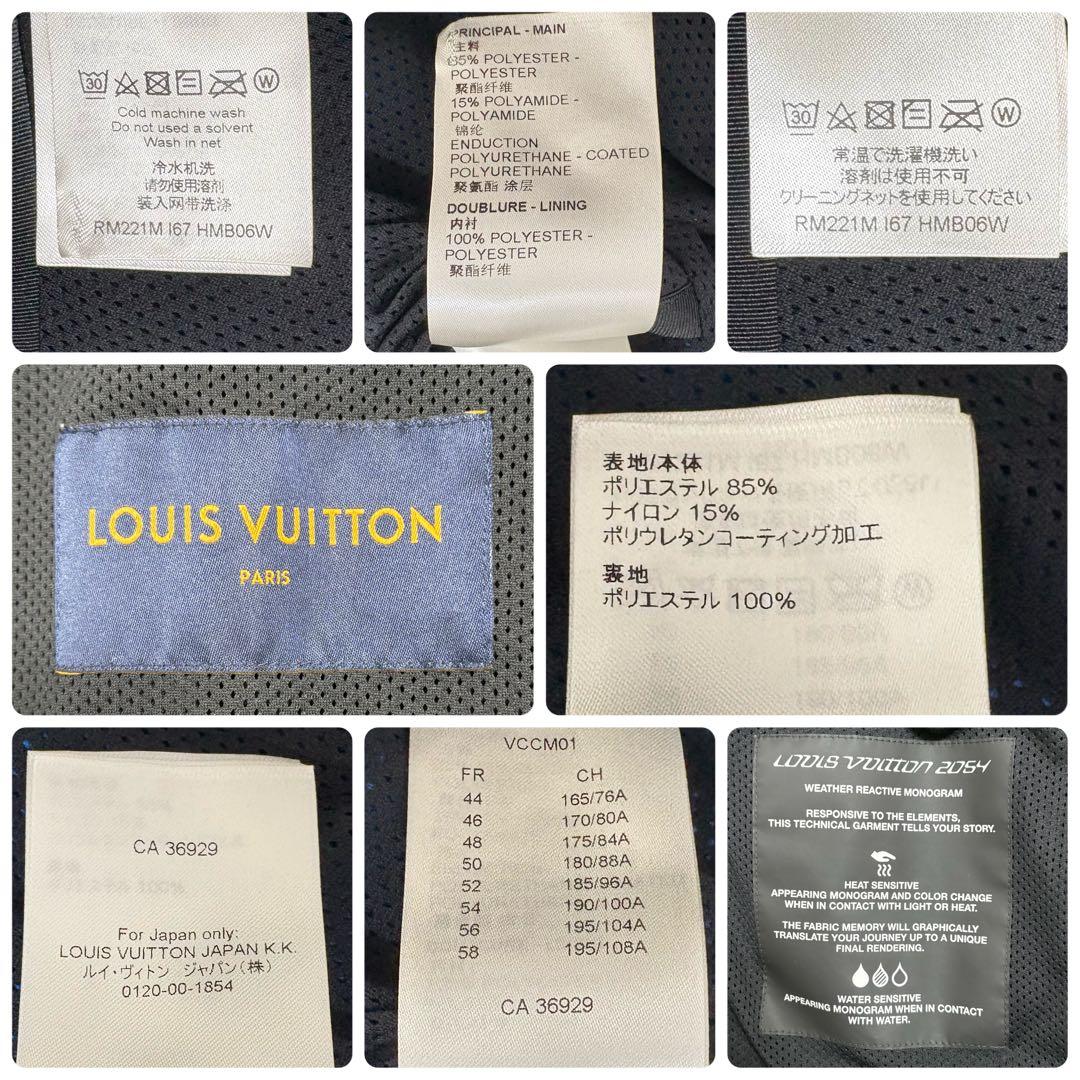 30 W
Cold machine wash
Do not used a solvent
Wash in net
冷水机洗
请勿使用溶剂
装入网带洗涤
RM221M I67 HMB06W
PRINCIPAL - MAIN
主料
85% POLYESTER -
POLYESTER
聚酯纤维
15% POLYAMIDE -
POLYAMIDE
锦纶
ENDUCTION
POLYURETHANE - COATED
POLYURETHANE
聚氨酯 涂层
DOUBLURE - LINING
内衬
100% POLYESTER -
POLYESTER
聚酯纤维
30 W
常温で洗濯機洗い
溶剤は使用不可
クリーニングネットを使用してください
RM221M I67 HMB06W
LOUIS VUITTON
PARIS
表地/本体
ポリエステル 85%
ナイロン 15%
ポリウレタンコーティング加工
裏地
ポリエステル 100%
CA 36929
For Japan only:
LOUIS VUITTON JAPAN K.K.
ルイ・ヴィトン ジャパン(株)
0120-00-1854
VCCM01
FR CH
44 165/76A
46 170/80A
48 175/84A
50 180/88A
52 185/96A
54 190/100A
56 195/104A
58 195/108A
CA 36929
LOUIS VUITTON 2054
WEATHER REACTIVE MONOGRAM
RESPONSIVE TO THE ELEMENTS,
THIS TECHNICAL GARMENT TELLS YOUR STORY.
HEAT SENSITIVE
APPEARING MONOGRAM AND COLOR CHANGE
WHEN IN CONTACT WITH LIGHT OR HEAT.
THE FABRIC MEMORY WILL GRAPHICALLY
TRANSLATE YOUR JOURNEY UP TO A UNIQUE
FINAL RENDERING.
WATER SENSITIVE
APPEARING MONOGRAM WHEN IN CONTACT
WITH WATER.